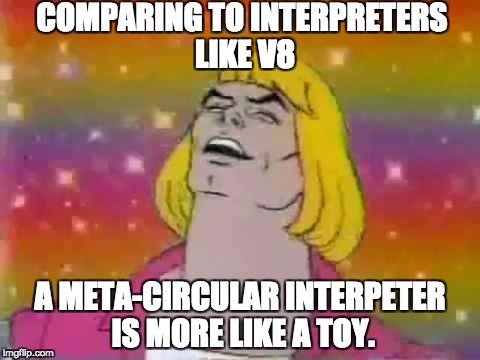 COMPARING TO INTERPRETERS
LIKE V8
A META-CIRCULAR INTERPETER
IS MORE LIKE A TOY.
imgflip.com